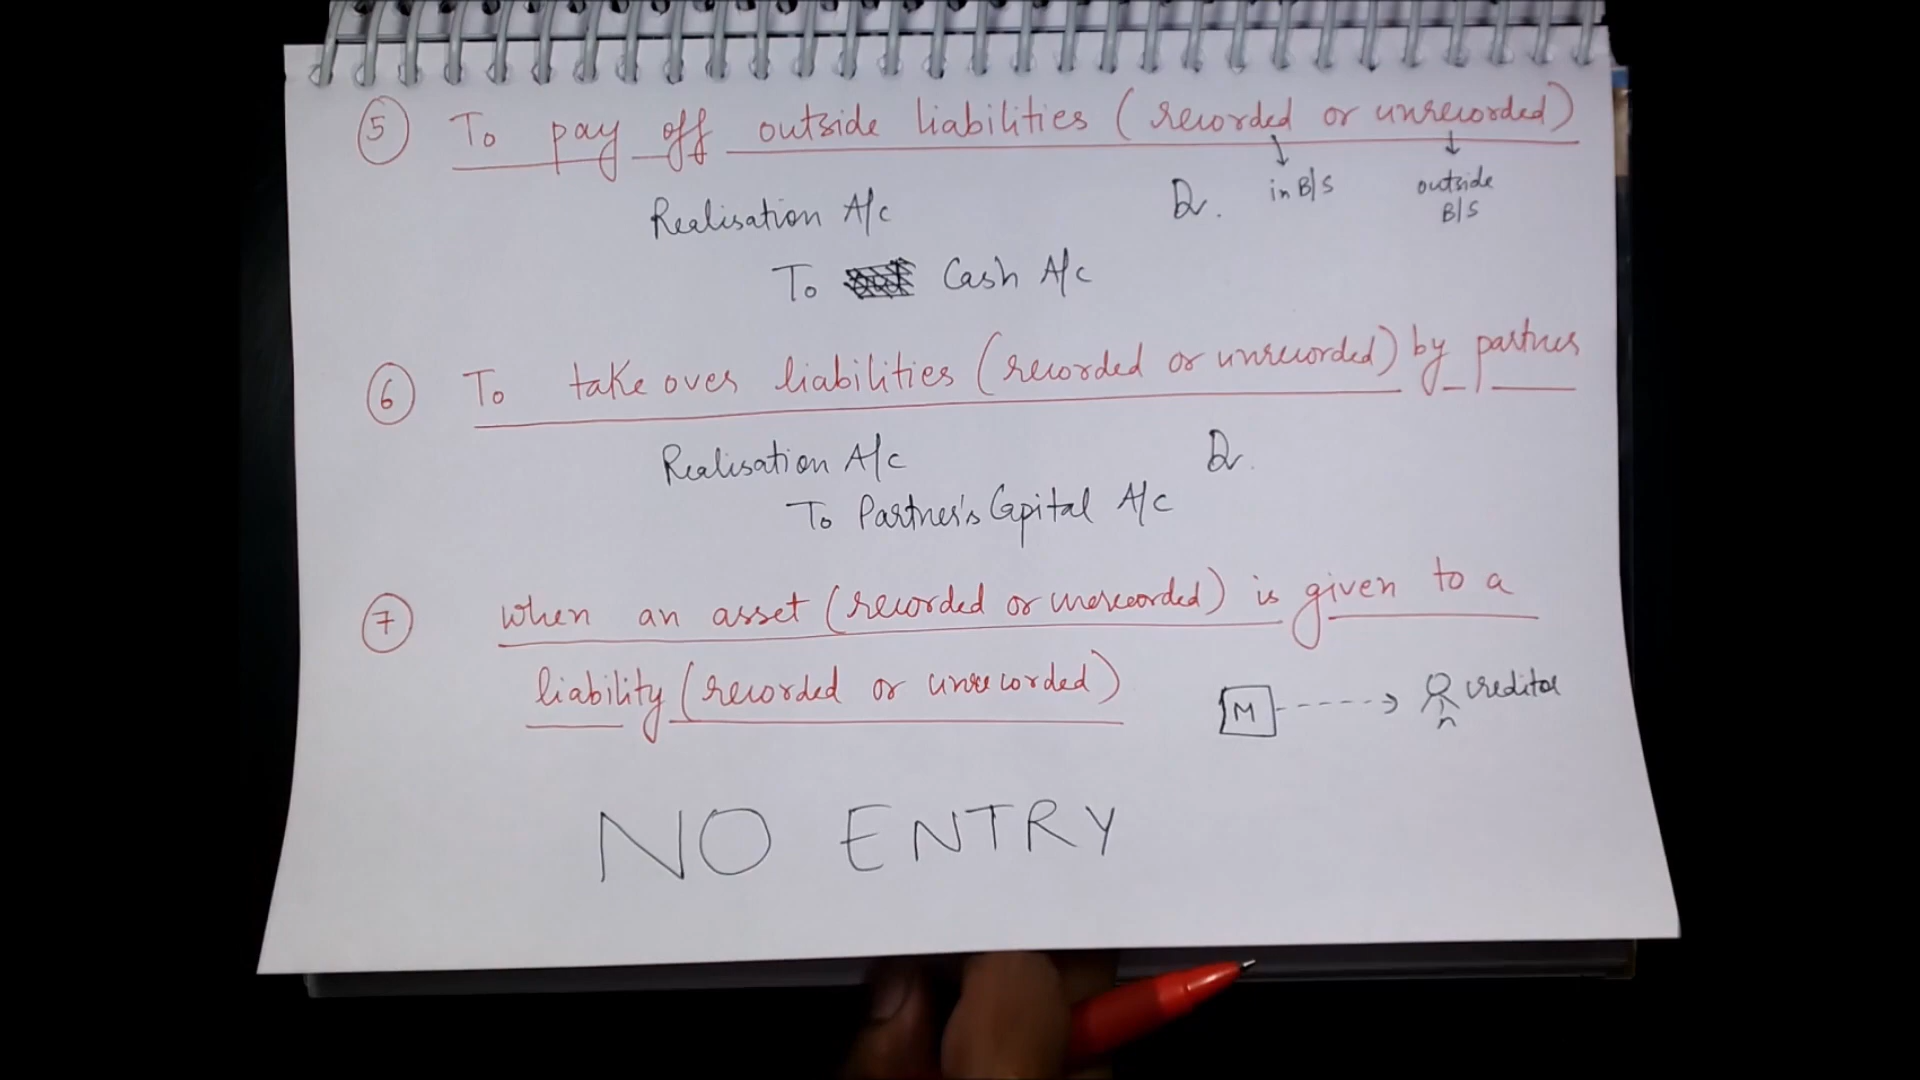 5 To pay off outside liabilities (recorded or unrecorded)
in B/S
outside
B/S
Realisation A/c Dr.
To Cash A/c
6 To take over liabilities (recorded or unrecorded) by partner
Realisation A/c Dr.
To Partner's Capital A/c
7 When an asset (recorded or unrecorded) is given to a
liability (recorded or unrecorded)
M creditor
NO ENTRY